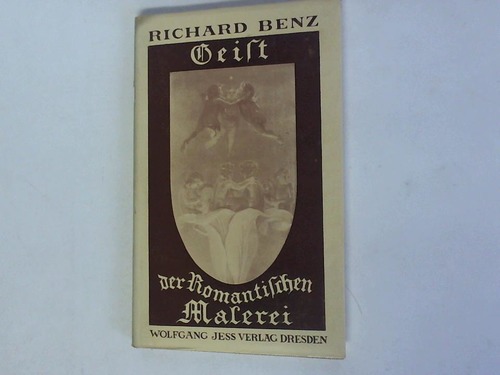 RICHARD BENZ
Geiſt
der Romantiſchen
Malerei
WOLFGANG JESS VERLAG DRESDEN